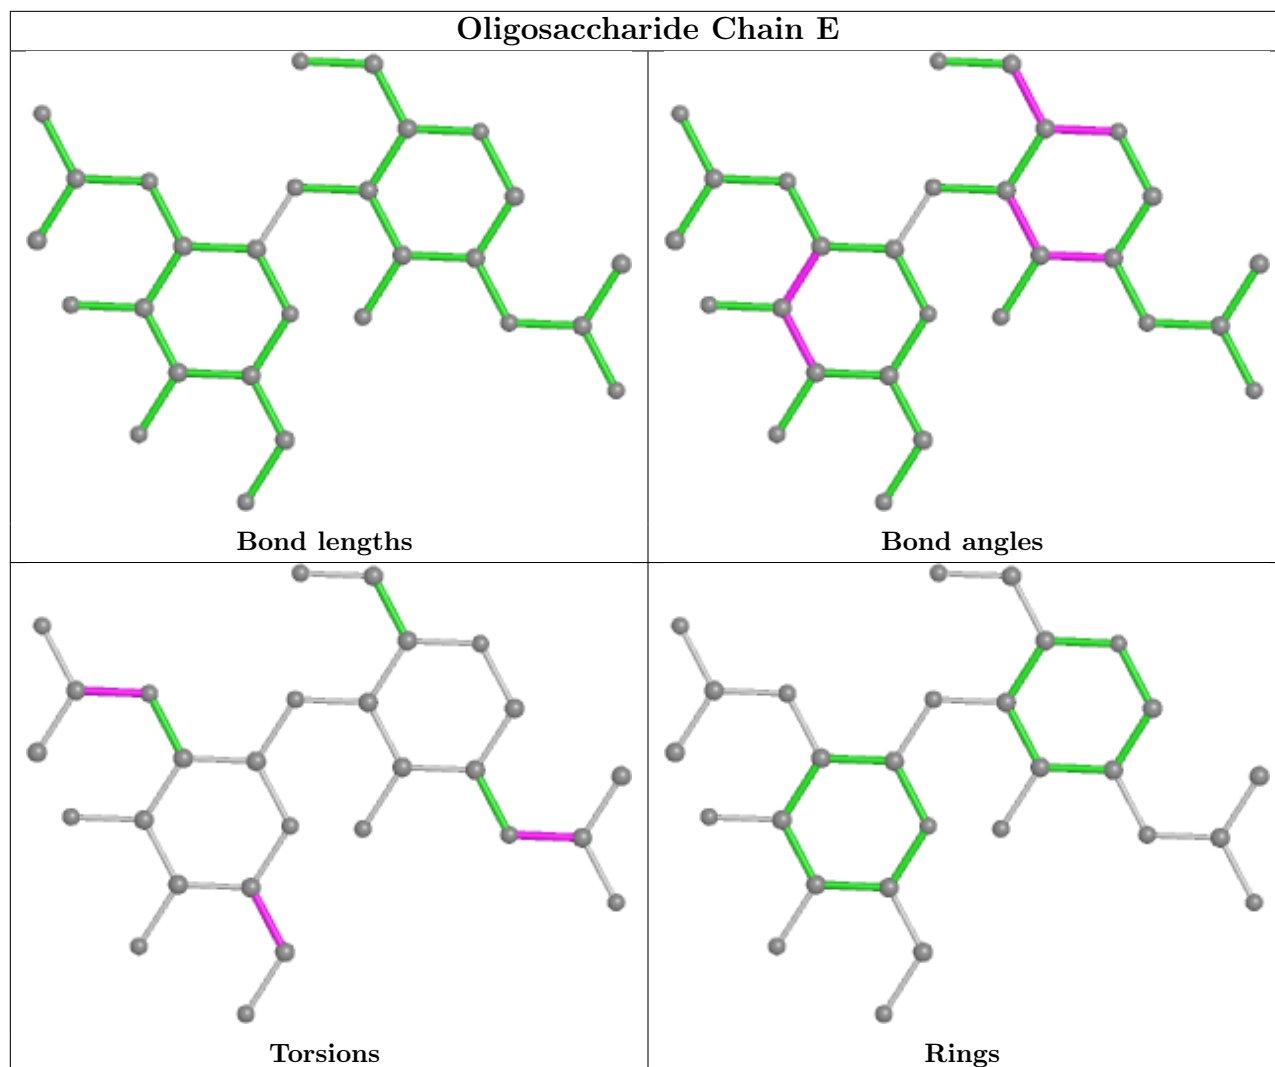 Oligosaccharide Chain E
Bond lengths
Bond angles
Torsions
Rings